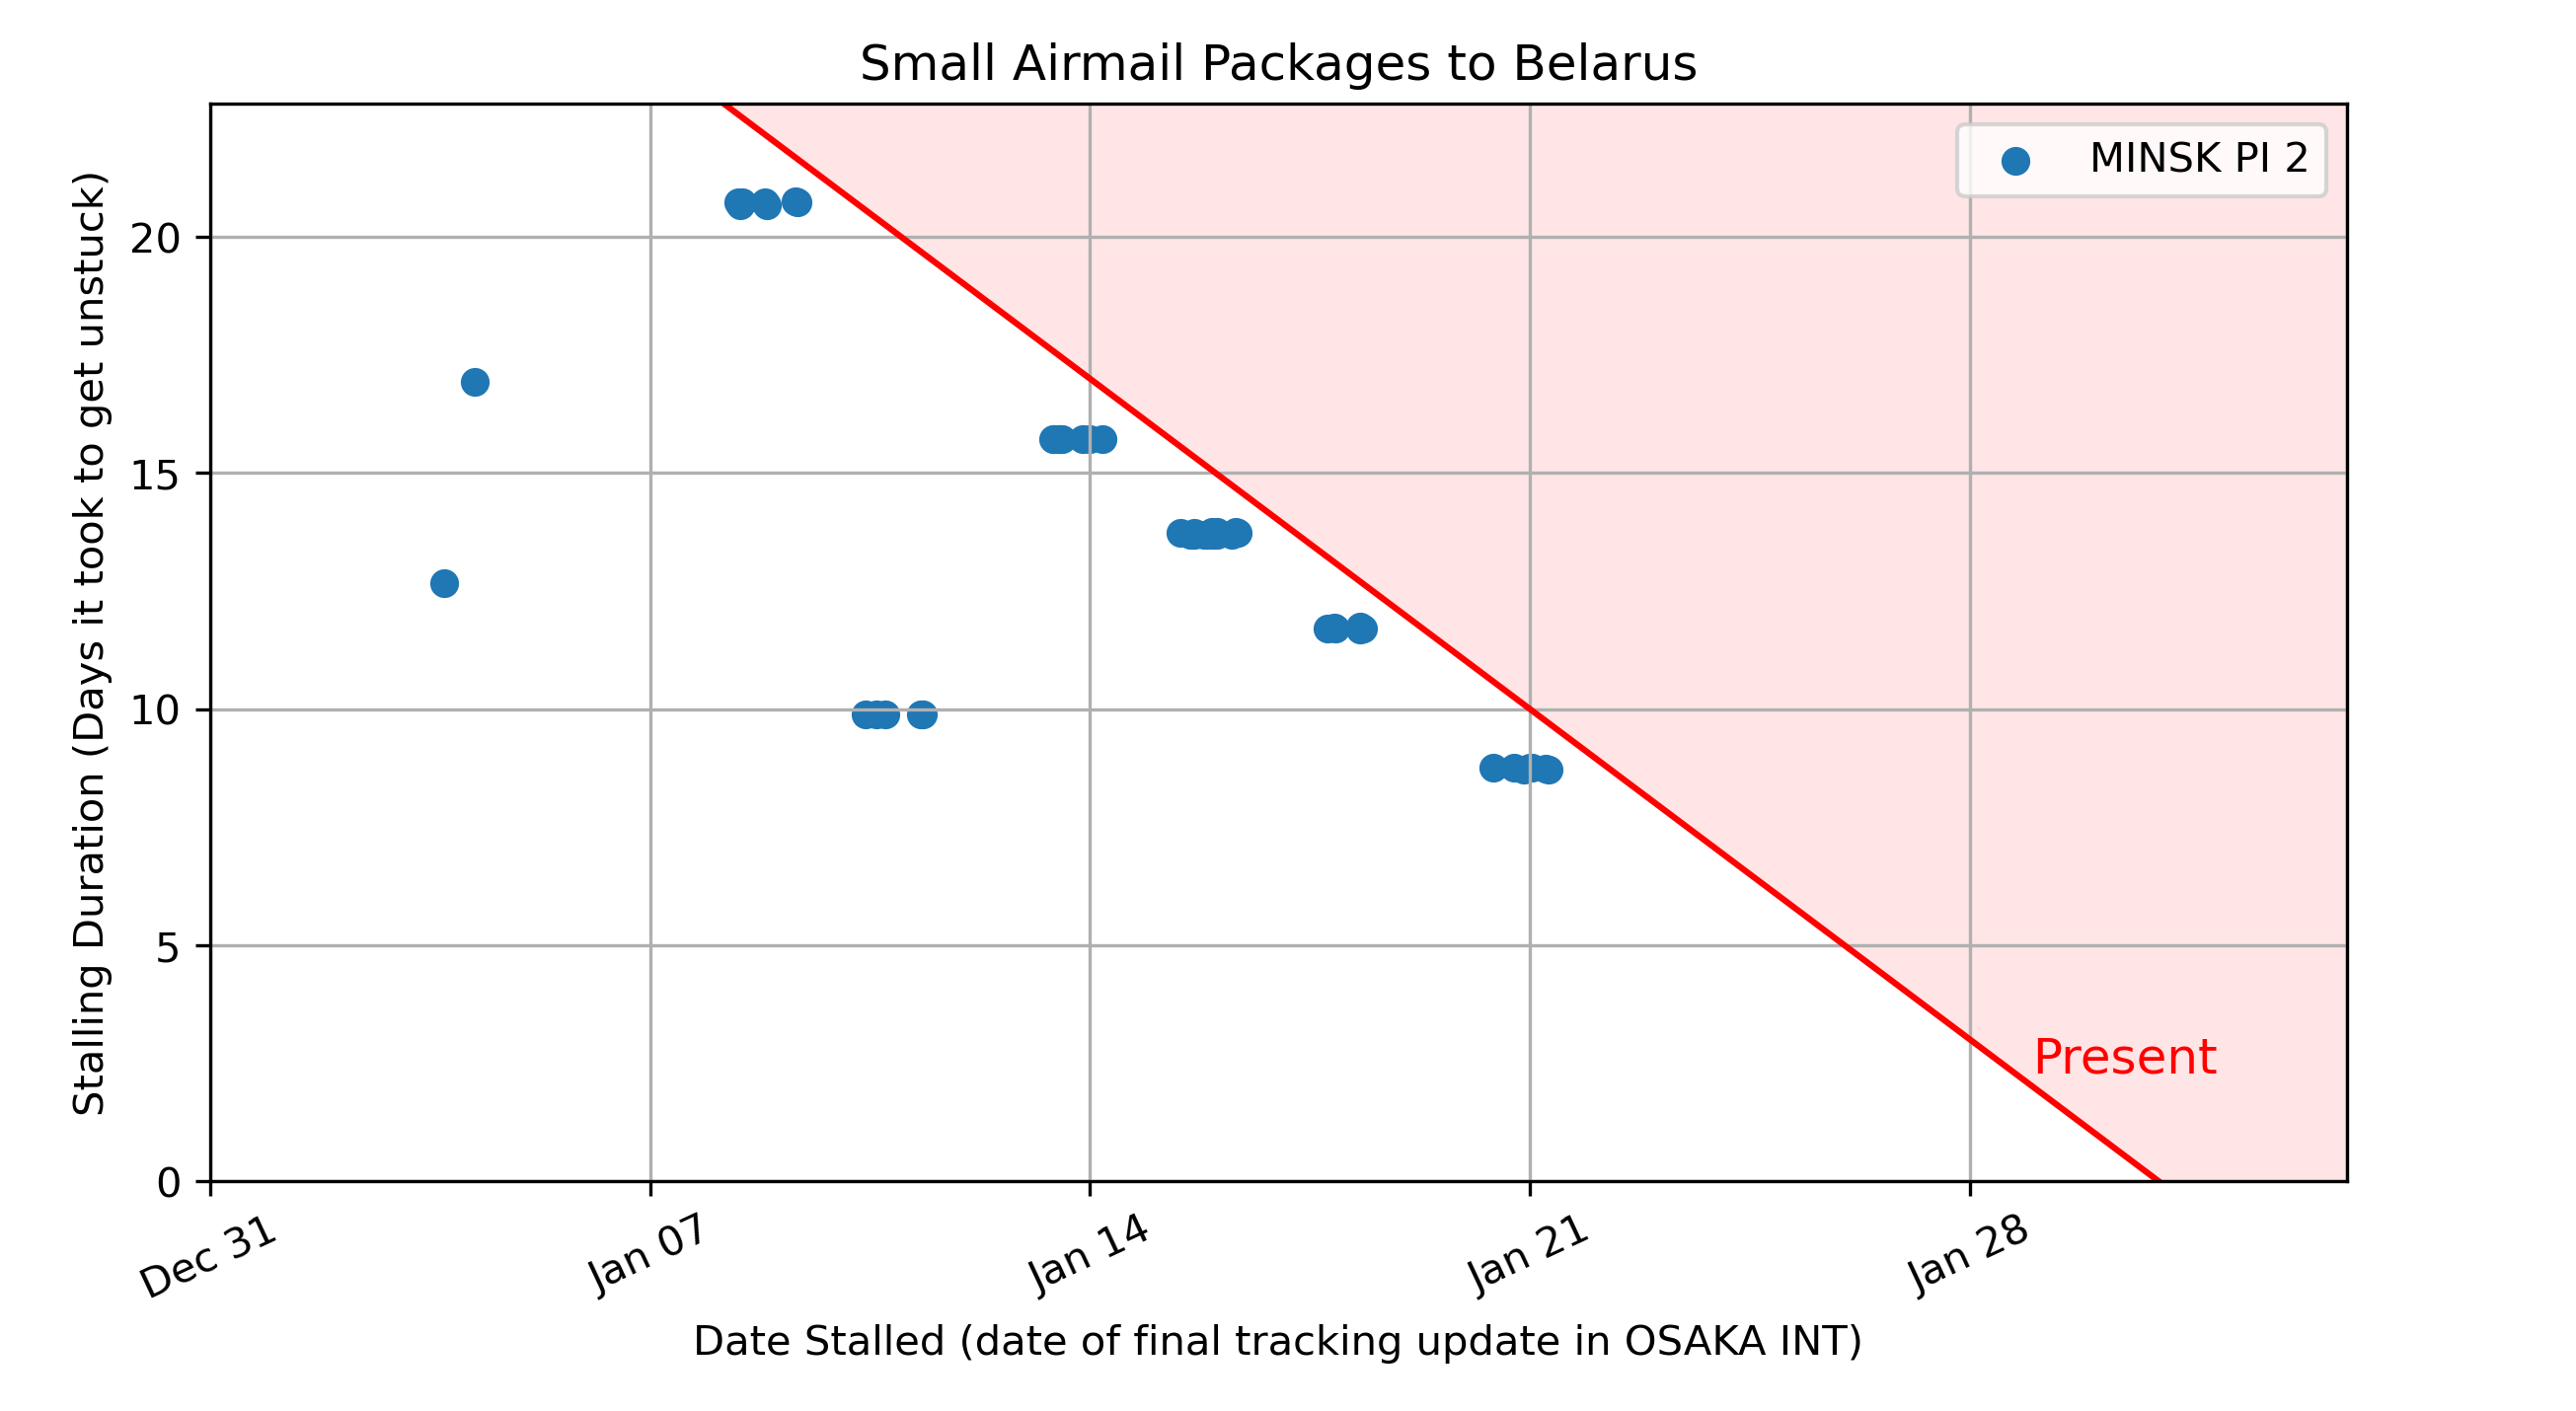 Small Airmail Packages to Belarus
MINSK PI 2
Stalling Duration (Days it took to get unstuck)
20
15
10
5
0
Present
Dec 31
Jan 07
Jan 14
Jan 21
Jan 28
Date Stalled (date of final tracking update in OSAKA INT)